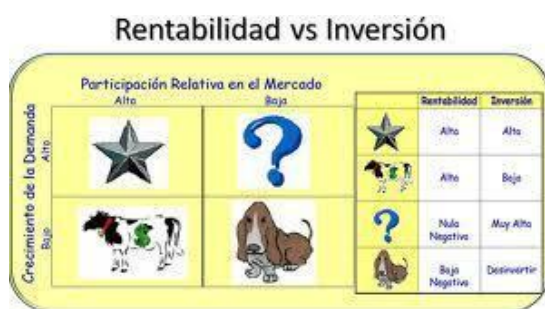 Rentabilidad vs Inversión
Participación Relativa en el Mercado
Alta Baja
Crecimiento de la Demanda
Alto
Bajo
Rentabilidad Inversión
Alta Alta
Alta Baja
Nula Muy Alta
Negativa
Baja Desinvertir
Negativa